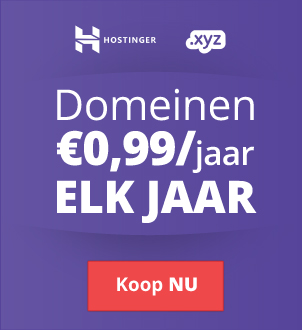 HOSTINGER .xyz
Domeinen
€0,99/jaar
ELK JAAR
Koop NU